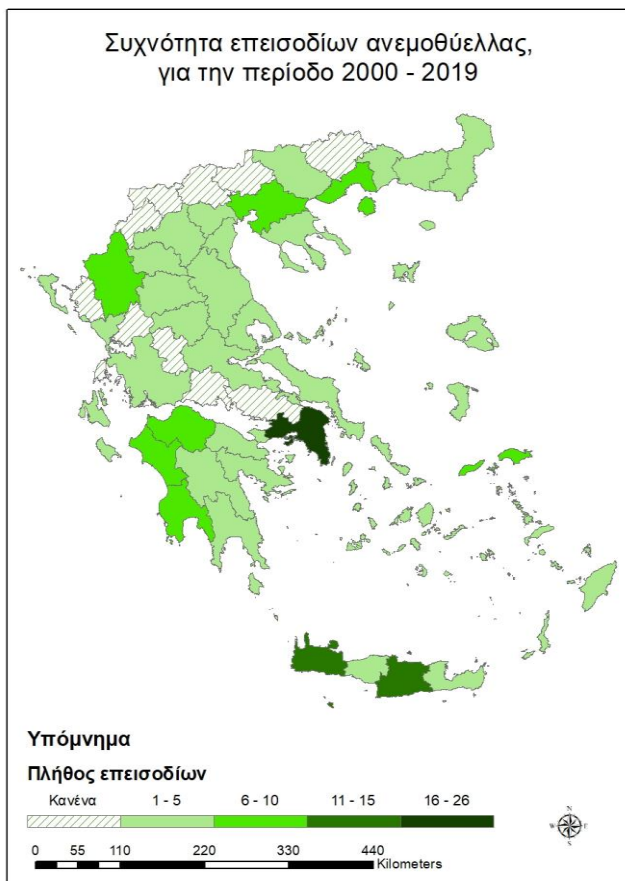 Συχνότητα επεισοδίων ανεμοθύελλας,
για την περίοδο 2000 - 2019
Υπόμνημα
Πλήθος επεισοδίων
Κανένα 1 - 5 6 - 10 11 - 15 16 - 26
0 55 110 220 330 440
Kilometers
N
W E
S